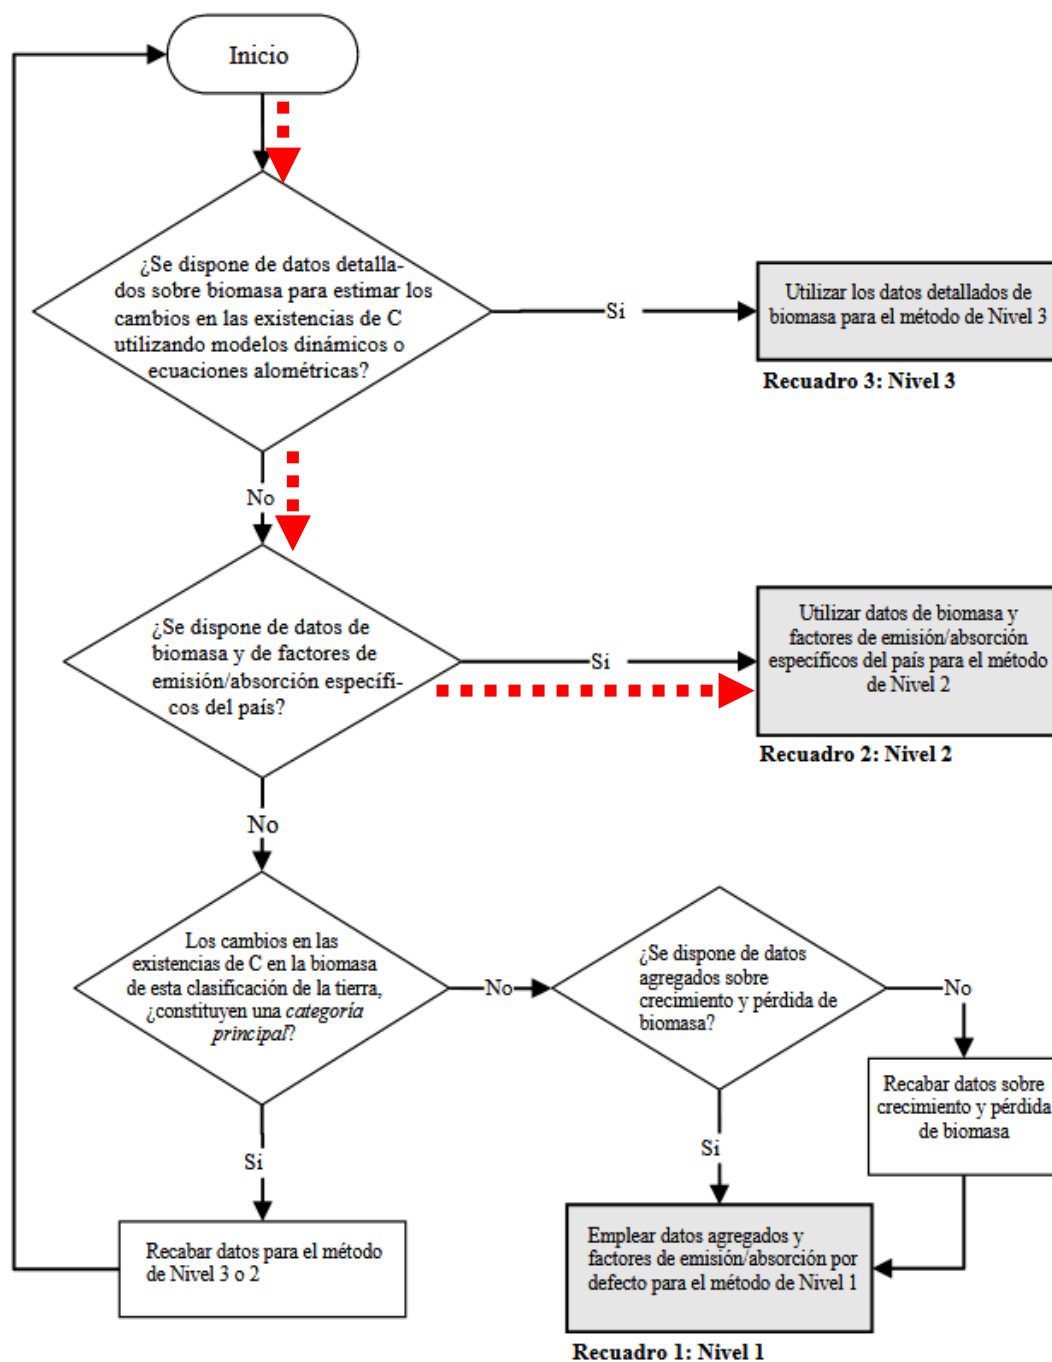 Inicio
¿Se dispone de datos detalla-
dos sobre biomasa para estimar los
cambios en las existencias de C
utilizando modelos dinámicos o
ecuaciones alométricas?
Si
Utilizar los datos detallados de
biomasa para el método de Nivel 3
Recuadro 3: Nivel 3
No
¿Se dispone de datos de
biomasa y de factores de
emisión/absorción específi-
cos del país?
Si
Utilizar datos de biomasa y
factores de emisión/absorción
específicos del país para el método
de Nivel 2
Recuadro 2: Nivel 2
No
Los cambios en las
existencias de C en la biomasa
de esta clasificación de la tierra,
¿constituyen una categoría
principal?
No
¿Se dispone de datos
agregados sobre
crecimiento y pérdida de
biomasa?
No
Recabar datos sobre
crecimiento y pérdida
de biomasa
Si
Si
Recabar datos para el método
de Nivel 3 o 2
Emplear datos agregados y
factores de emisión/absorción por
defecto para el método de Nivel 1
Recuadro 1: Nivel 1